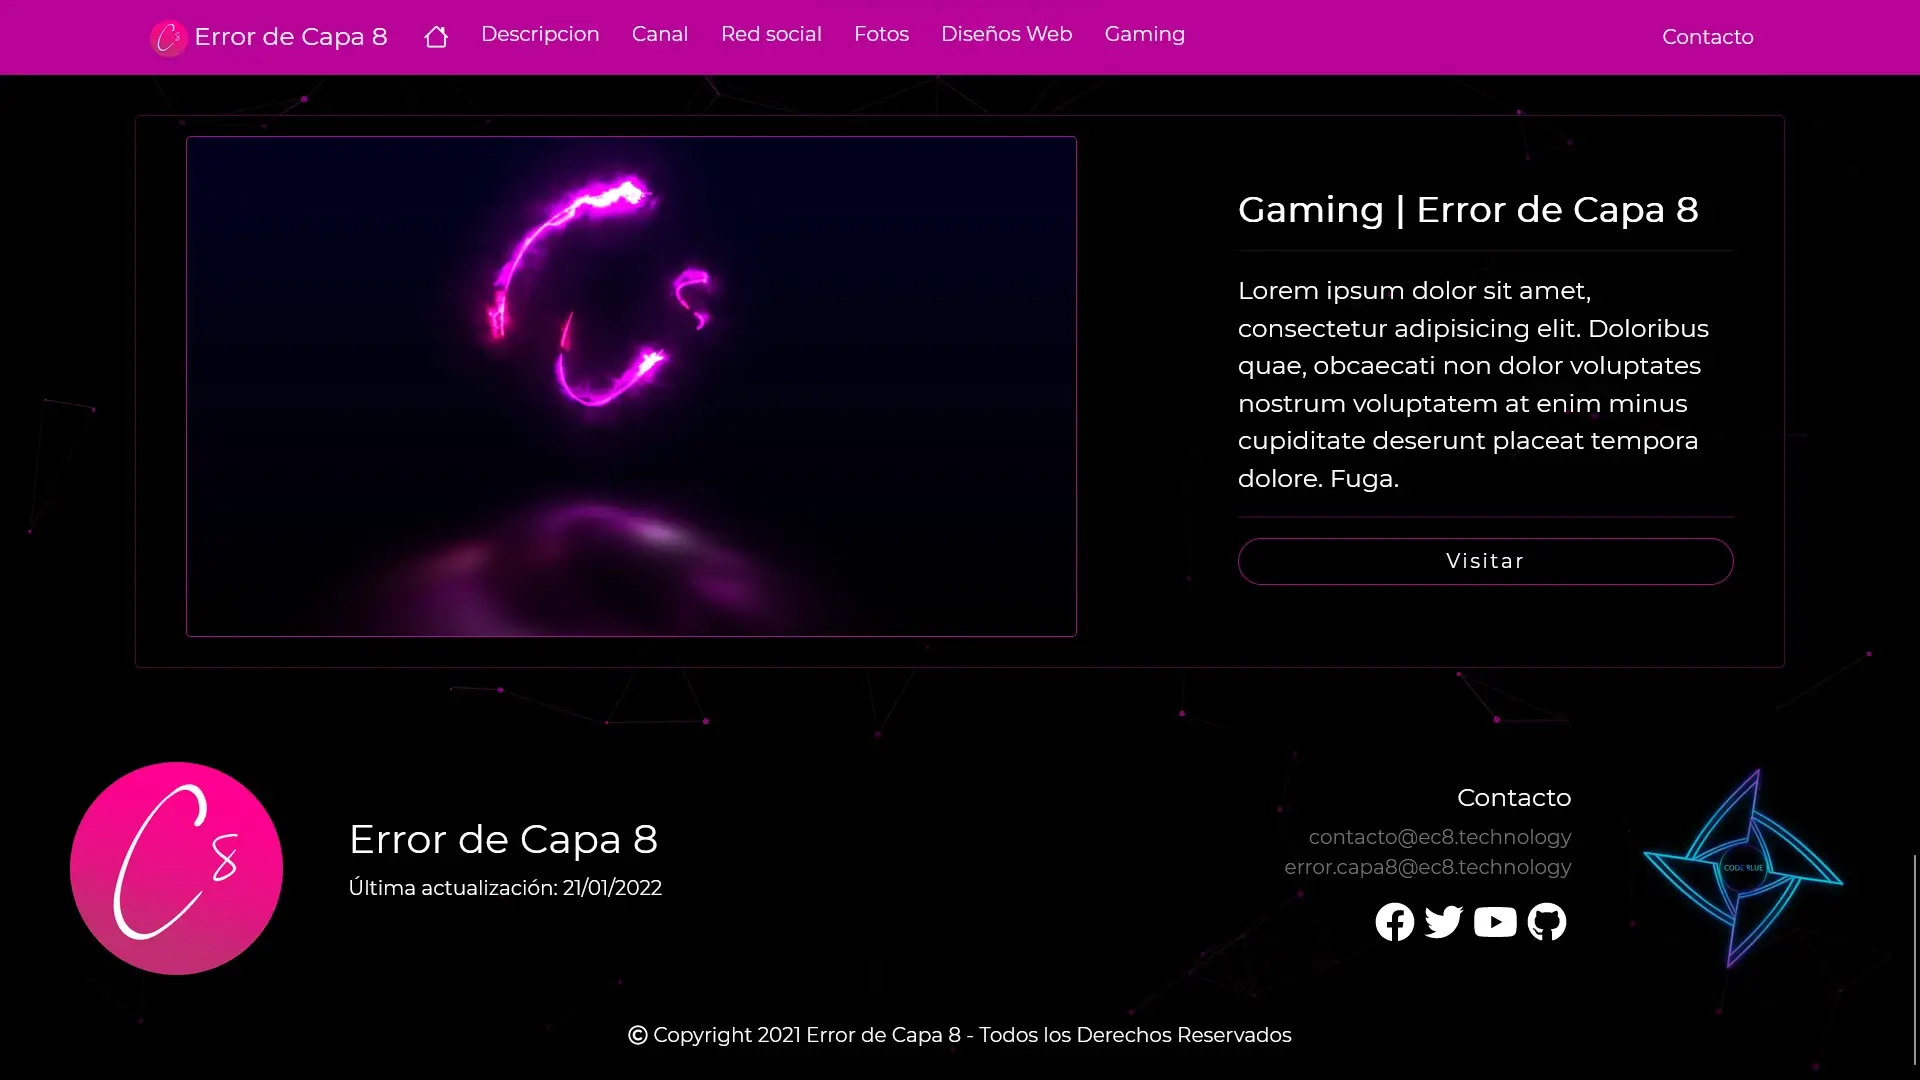 Error de Capa 8 Descripcion Canal Red social Fotos Diseños Web Gaming Contacto
Gaming | Error de Capa 8
Lorem ipsum dolor sit amet,
consectetur adipisicing elit. Doloribus
quae, obcaecati non dolor voluptates
nostrum voluptatem at enim minus
cupiditate deserunt placeat tempora
dolore. Fuga.
Visitar
C8
Error de Capa 8
Última actualización: 21/01/2022
Contacto
contacto@ec8.technology
error.capa8@ec8.technology
CODE BLUE
© Copyright 2021 Error de Capa 8 - Todos los Derechos Reservados